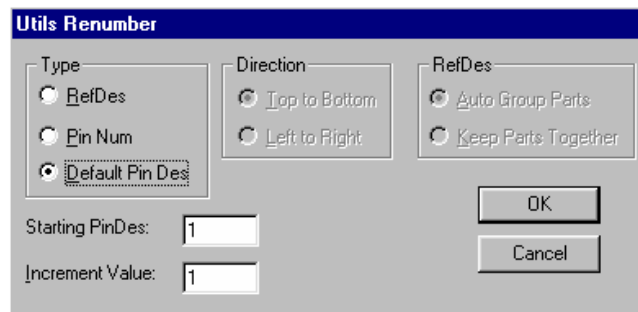 Utils Renumber
Type
RefDes
Pin Num
Default Pin Des
Direction
Top to Bottom
Left to Right
RefDes
Auto Group Parts
Keep Parts Together
Starting PinDes: 1
Increment Value: 1
OK
Cancel